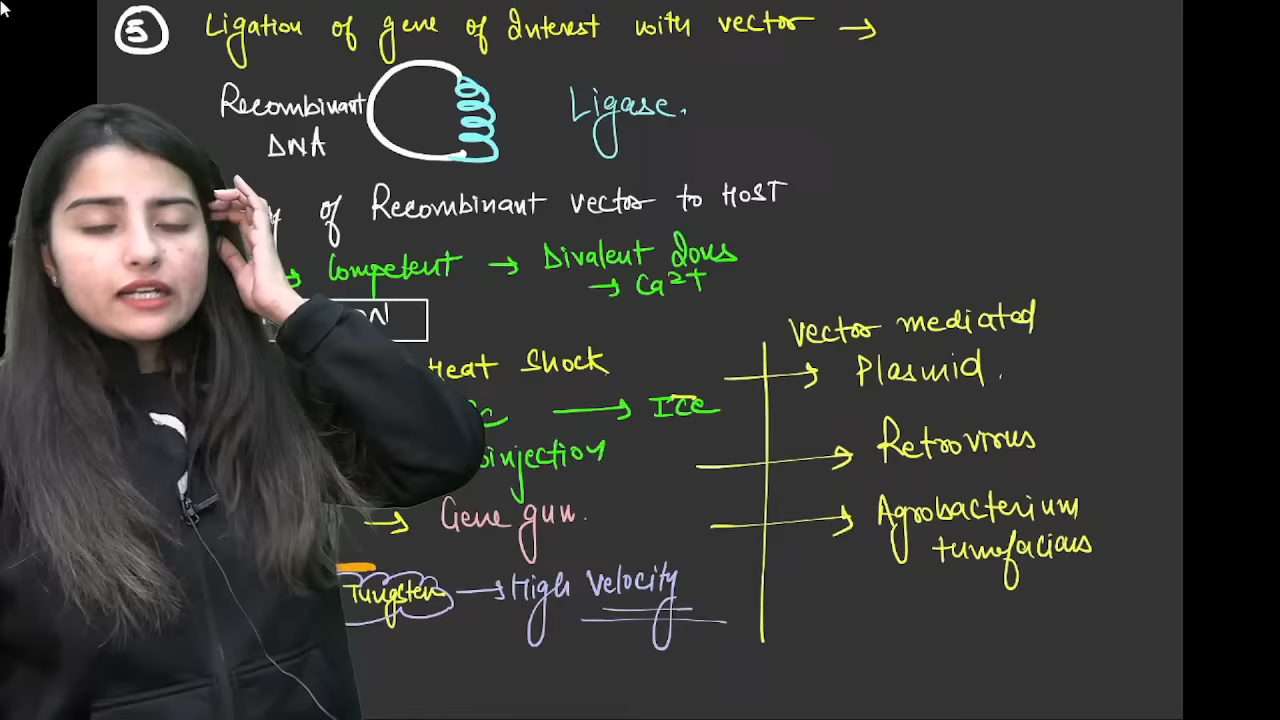 5 Ligation of gene of Interest with vector →
Recombinant
DNA
Ligase.
of Recombinant vector to HOST
→ Competent → Divalent Ions
→ Ca2+
Heat Shock
→ ICE
injection
→ Gene gun.
Tungsten → High Velocity
Vector mediated
→ Plasmid.
→ Retrovirus
→ Agrobacterium
tumefacians